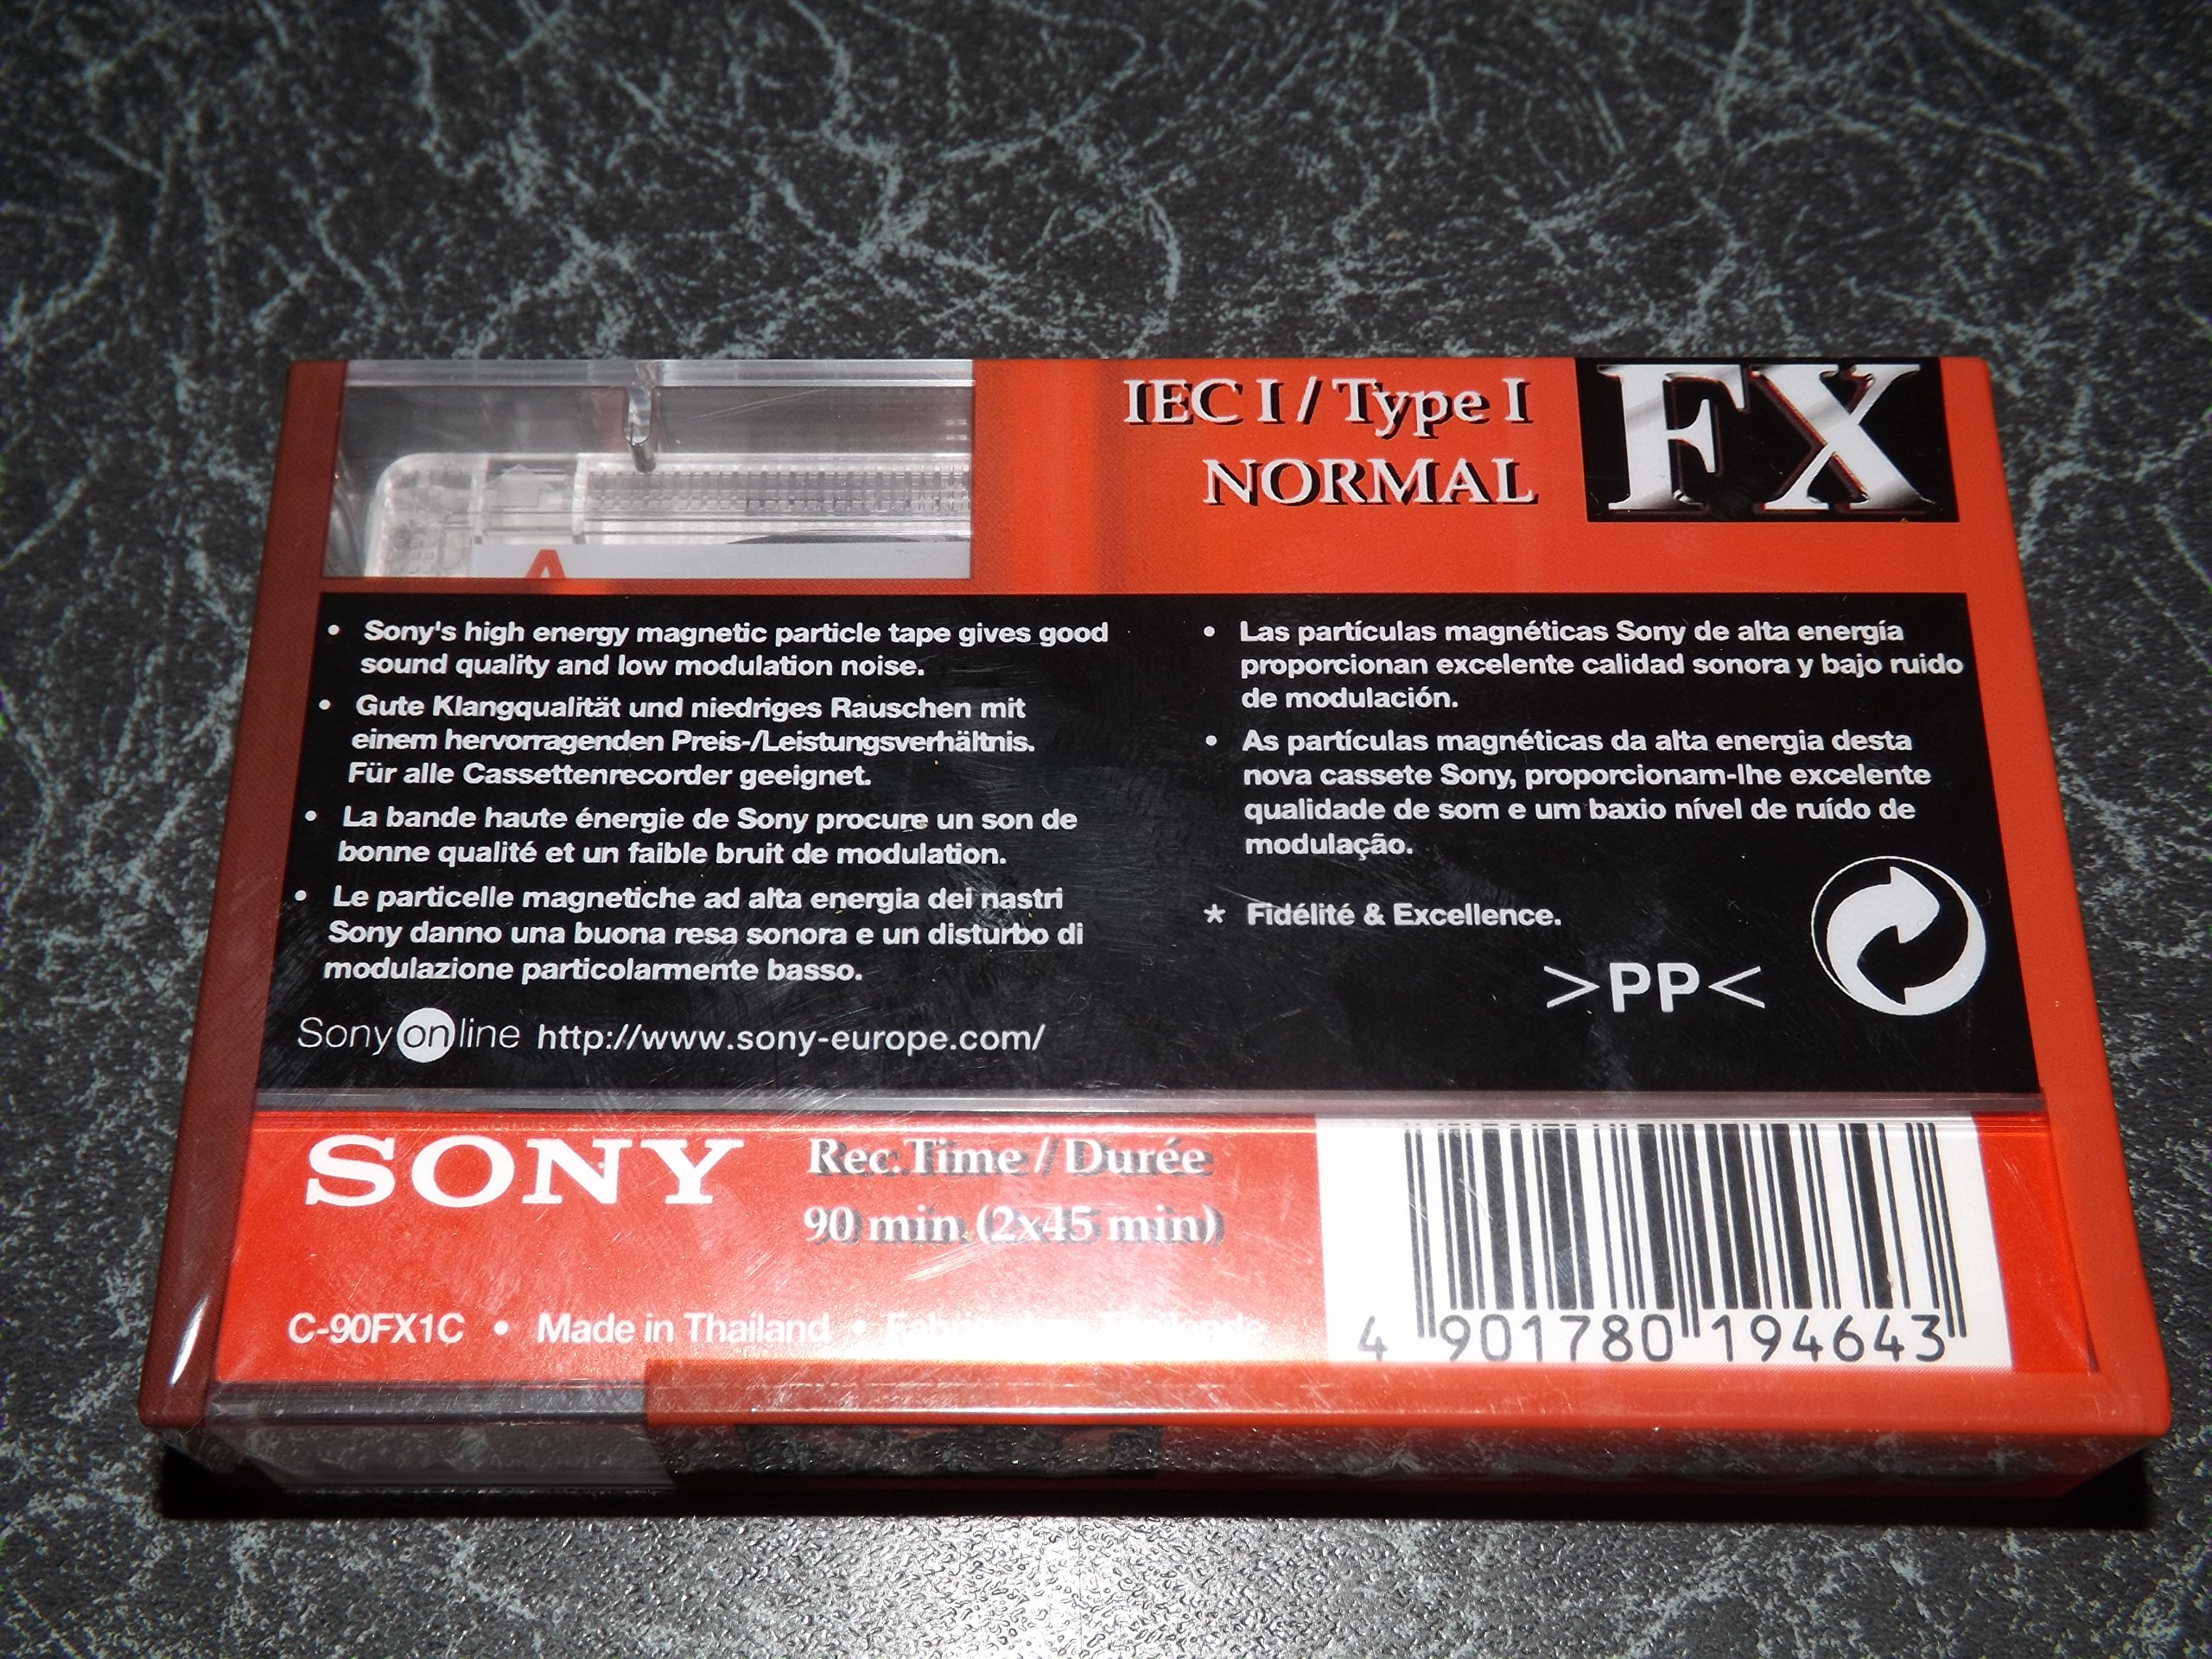 IEC I / Type I
NORMAL
FX
A
• Sony's high energy magnetic particle tape gives good
sound quality and low modulation noise.
• Gute Klangqualität und niedriges Rauschen mit
einem hervorragenden Preis-/Leistungsverhältnis.
Für alle Cassettenrecorder geeignet.
• La bande haute énergie de Sony procure un son de
bonne qualité et un faible bruit de modulation.
• Le particelle magnetiche ad alta energia dei nastri
Sony danno una buona resa sonora e un disturbo di
modulazione particolarmente basso.
Sony on line http://www.sony-europe.com/
• Las partículas magnéticas Sony de alta energía
proporcionan excelente calidad sonora y bajo ruido
de modulación.
• As partículas magnéticas da alta energia desta
nova cassete Sony, proporcionam-lhe excelente
qualidade de som e um baxio nível de ruído de
modulação.
* Fidélité & Excellence.
>PP<
SONY
Rec.Time / Durée
90 min. (2x45 min)
C-90FX1C • Made in Thailand •
4 901780 194643